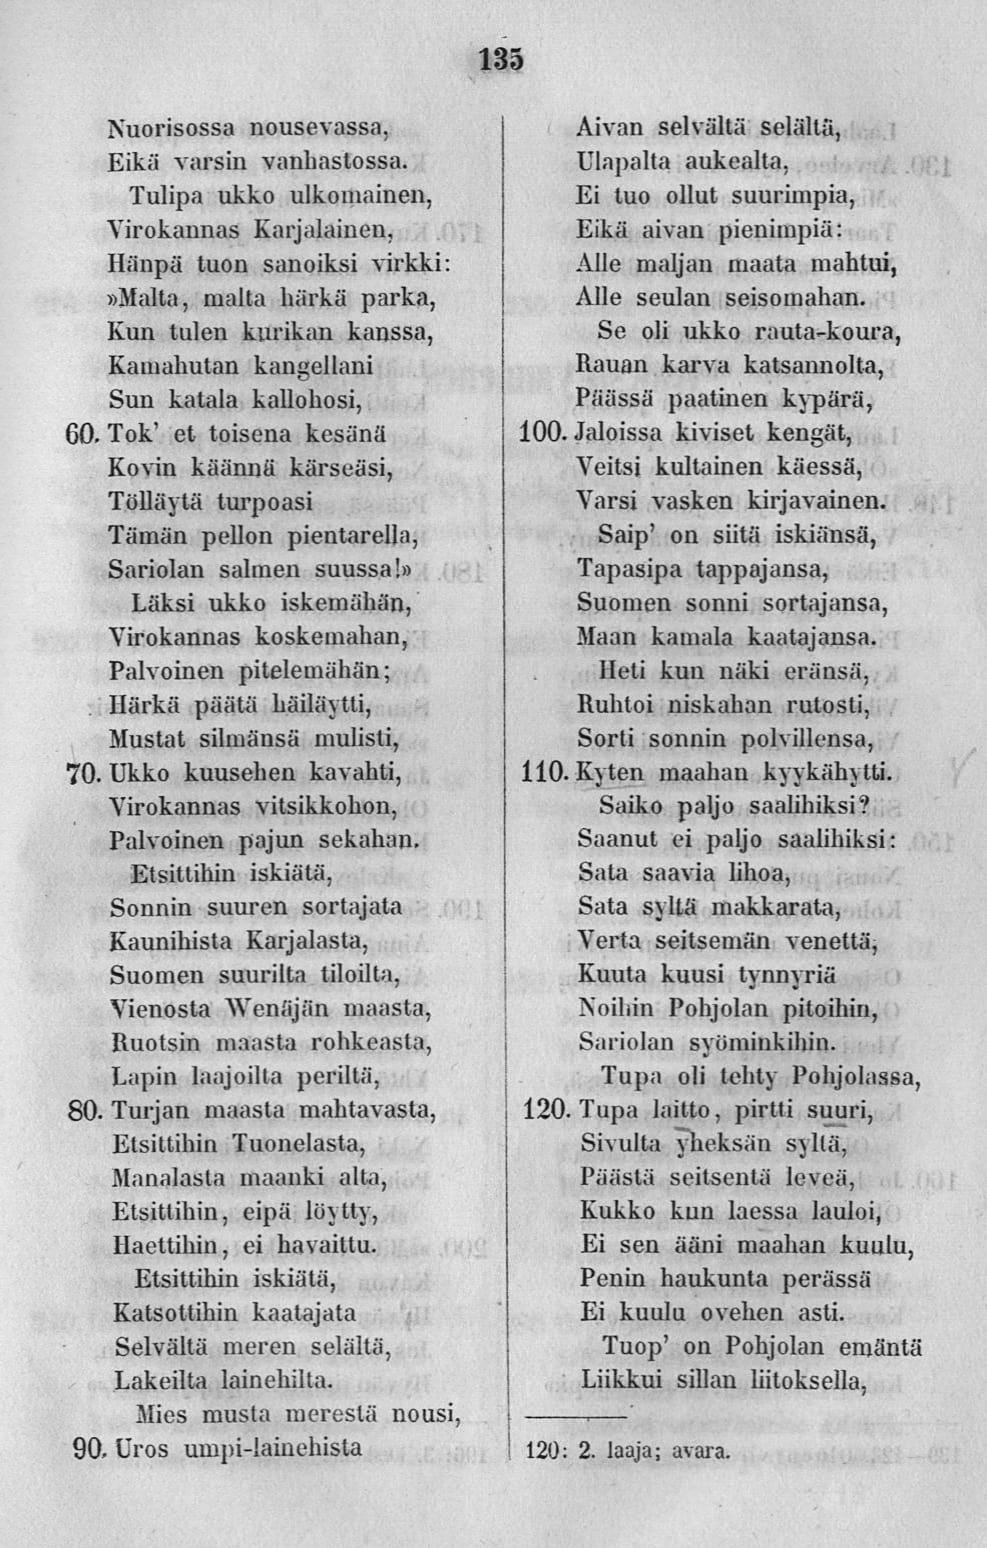 135
Nuorisossa nousevassa,
Eikä varsin vanhastossa.
Tulipa ukko ulkomainen,
Virokannas Karjalainen,
Hänpä tuon sanoiksi virkki:
»Malta, malta härkä parka,
Kun tulen kurikan kanssa,
Kamahutan kangellani
Sun katala kallohosi,
60. Tok' et toisena kesänä
Kovin käännä kärseäsi,
Tölläytä turpoasi
Tämän pellon pientarella,
Sariolan salmen suussa!»
Läksi ukko iskemähän,
Virokannas koskemahan,
Palvoinen pitelemähän;
Härkä päätä häiläytti,
Mustat silmänsä mulisti,
70. Ukko kuusehen kavahti,
Virokannas vitsikkohon,
Palvoinen pajun sekahan.
Etsittihin iskiätä,
Sonnin suuren sortajata
Kaunihista Karjalasta,
Suomen suurilta tiloilta,
Vienosta Wenäjän maasta,
Ruotsin maasta rohkeasta,
Lapin laajoilta periltä,
80. Turjan maasta mahtavasta,
Etsittihin Tuonelasta,
Manalasta maanki alta,
Etsittihin, eipä löytty,
Haettihin, ei havaittu.
Etsittihin iskiätä,
Katsottihin kaatajata
Selvältä meren selältä,
Lakeilta lainehilta.
Mies musta merestä nousi,
90. Uros umpi-lainehista
Aivan selvältä selältä,
Ulapalta aukealta,
Ei tuo ollut suurimpia,
Eikä aivan pienimpiä:
Alle maljan maata mahtui,
Alle seulan seisomahan.
Se oli ukko rauta-koura,
Rauan karva katsannolta,
Päässä paatinen kypärä,
100. Jaloissa kiviset kengät,
Veitsi kultainen käessä,
Varsi vasken kirjavainen.
Saip' on siitä iskiänsä,
Tapasipa tappajansa,
Suomen sonni sortajansa,
Maan kamala kaatajansa.
Heti kun näki eränsä,
Ruhtoi niskahan rutosti,
Sorti sonnin polvillensa,
110. Kyten maahan kyykähytti.
Saiko paljo saalihiksi?
Saanut ei paljo saalihiksi:
Sata saavia lihoa,
Sata syltä makkarata,
Verta seitsemän venettä,
Kuuta kuusi tynnyriä
Noihin Pohjolan pitoihin,
Sariolan syöminkihin.
Tupa oli tehty Pohjolassa,
120. Tupa laitto, pirtti suuri,
Sivulta yheksän syltä,
Päästä seitsentä leveä,
Kukko kun laessa lauloi,
Ei sen ääni maahan kuulu,
Penin haukunta perässä
Ei kuulu ovehen asti.
Tuop' on Pohjolan emäntä
Liikkui sillan liitoksella,
120: 2. laaja; avara.